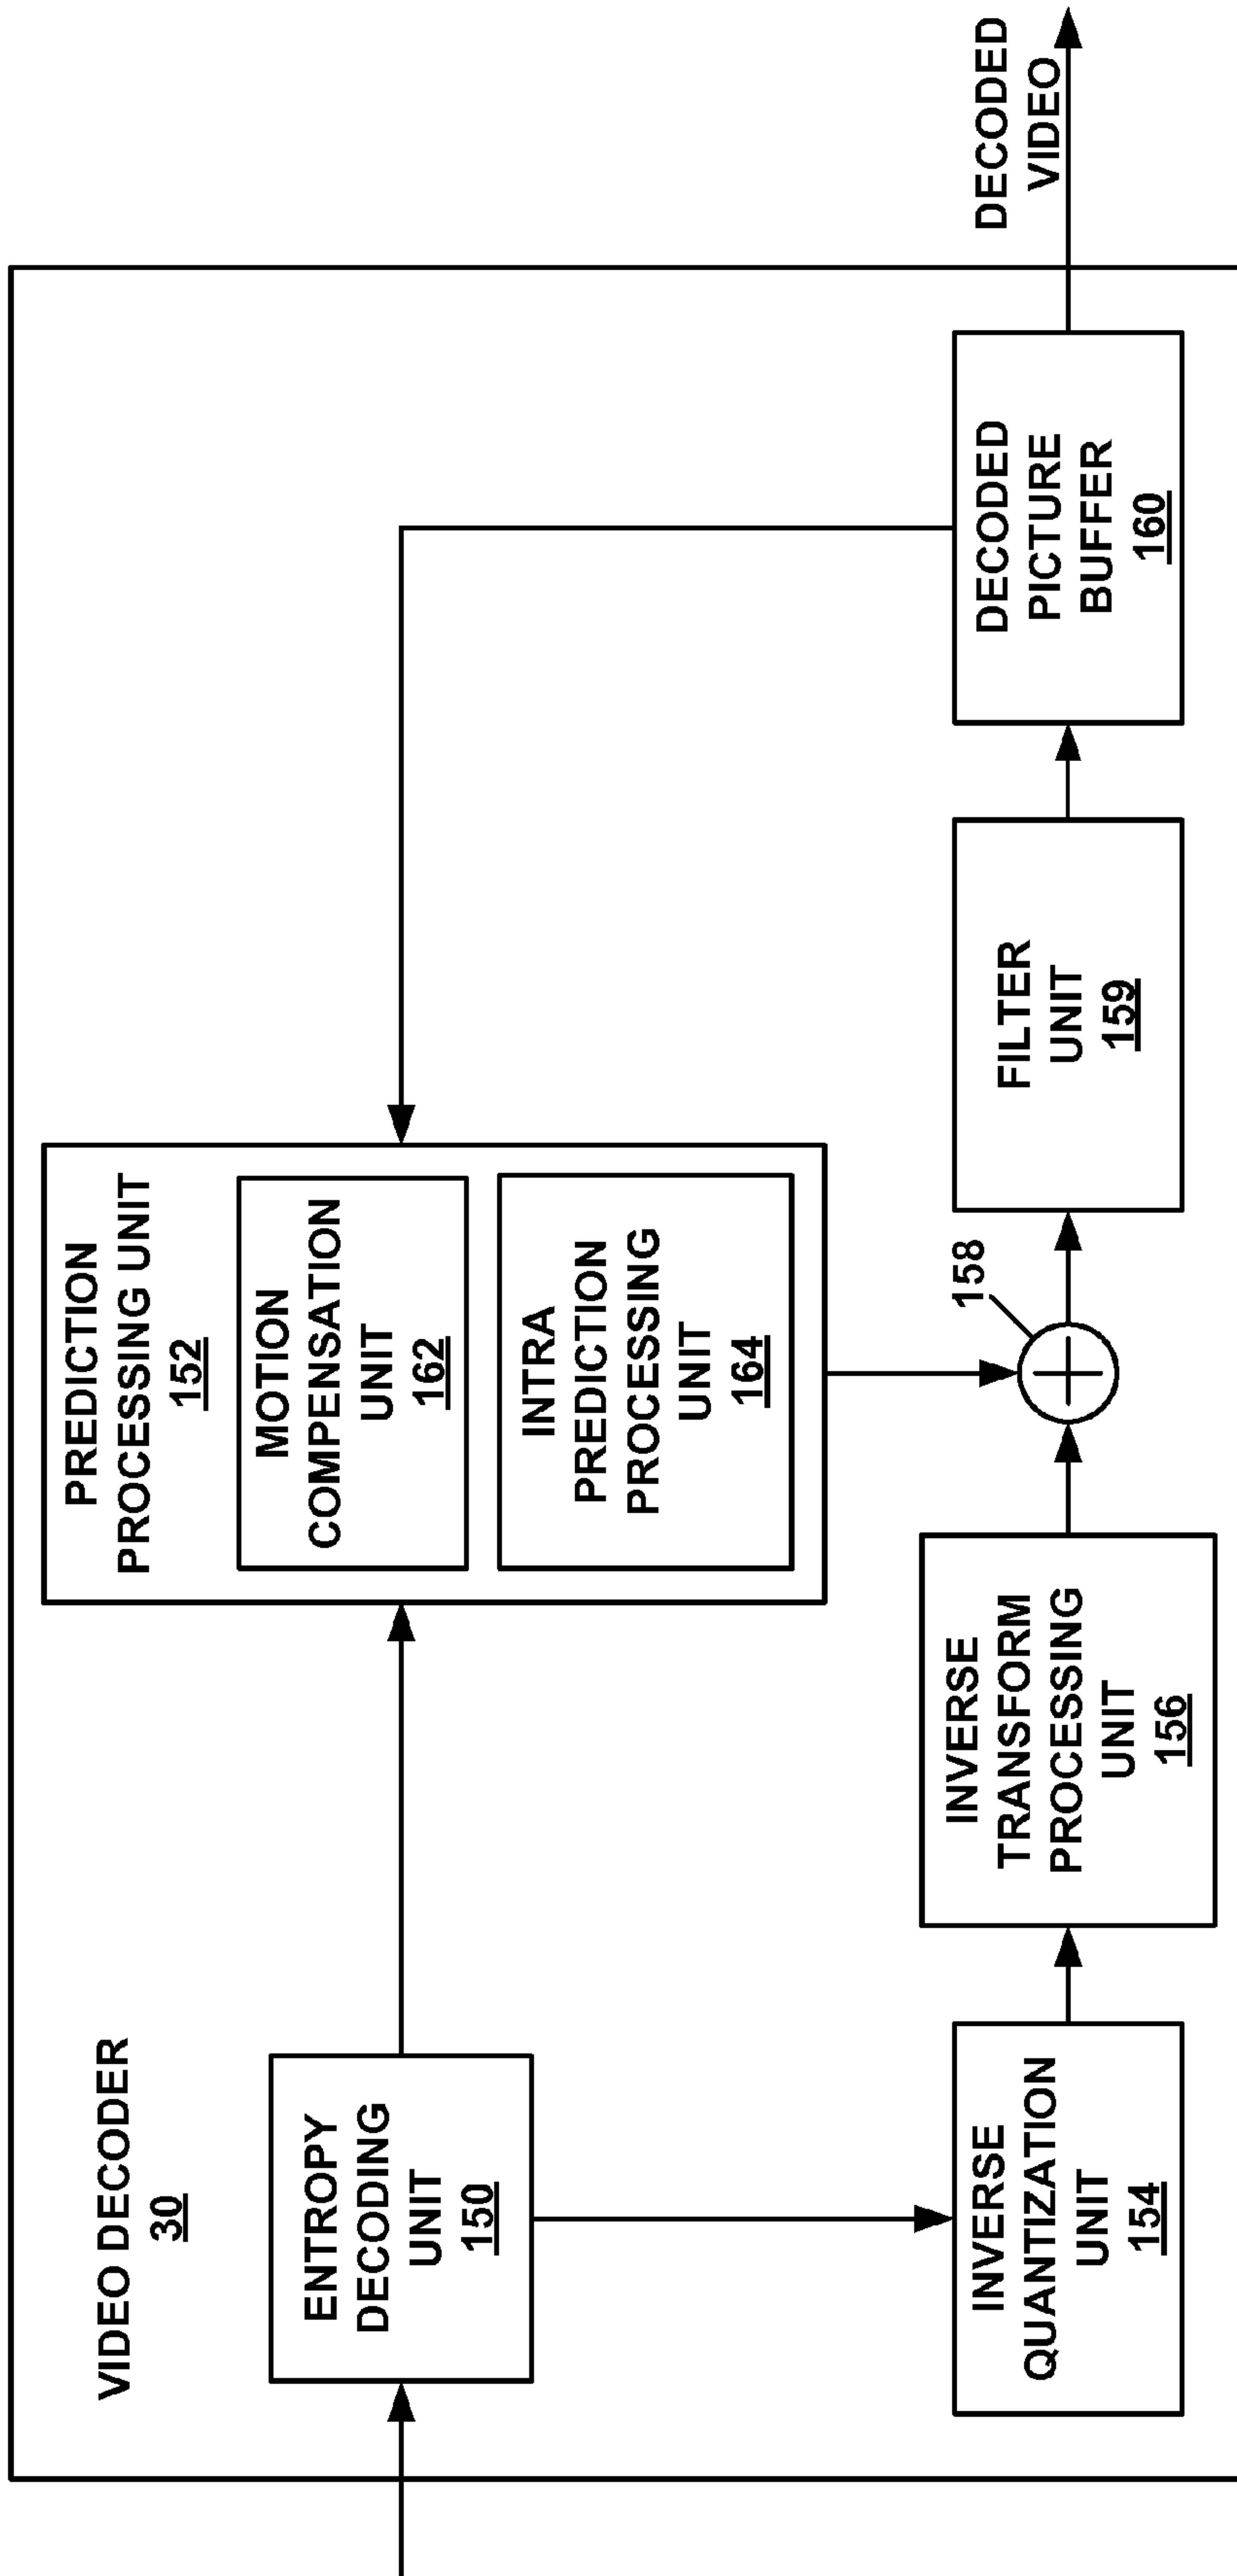 VIDEO DECODER
30
ENTROPY
DECODING
UNIT
150
PREDICTION
PROCESSING UNIT
152
MOTION
COMPENSATION
UNIT
162
INTRA
PREDICTION
PROCESSING
UNIT
164
INVERSE
QUANTIZATION
UNIT
154
INVERSE
TRANSFORM
PROCESSING
UNIT
156
158
FILTER
UNIT
159
DECODED
PICTURE
BUFFER
160
DECODED
VIDEO